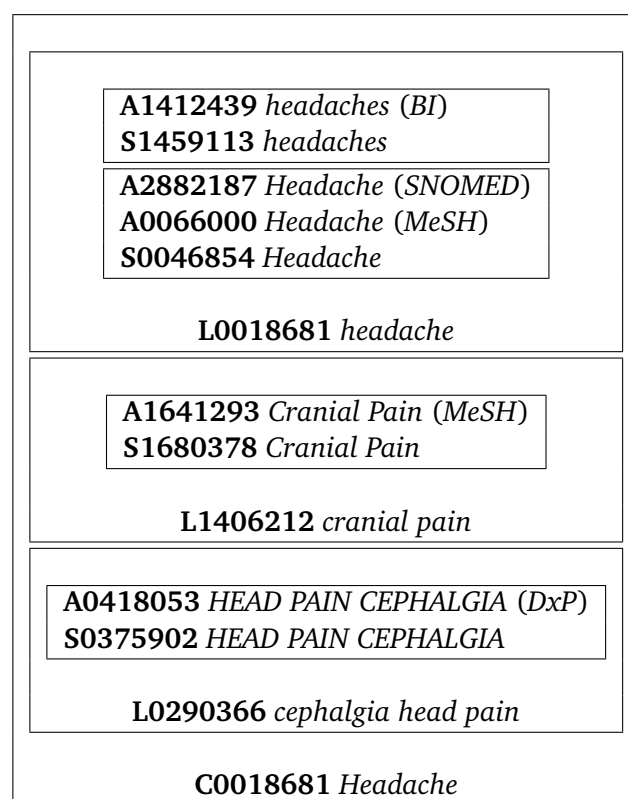 A1412439 headaches (BI)
S1459113 headaches
A2882187 Headache (SNOMED)
A0066000 Headache (MeSH)
S0046854 Headache
L0018681 headache
A1641293 Cranial Pain (MeSH)
S1680378 Cranial Pain
L1406212 cranial pain
A0418053 HEAD PAIN CEPHALGIA (DxP)
S0375902 HEAD PAIN CEPHALGIA
L0290366 cephalgia head pain
C0018681 Headache